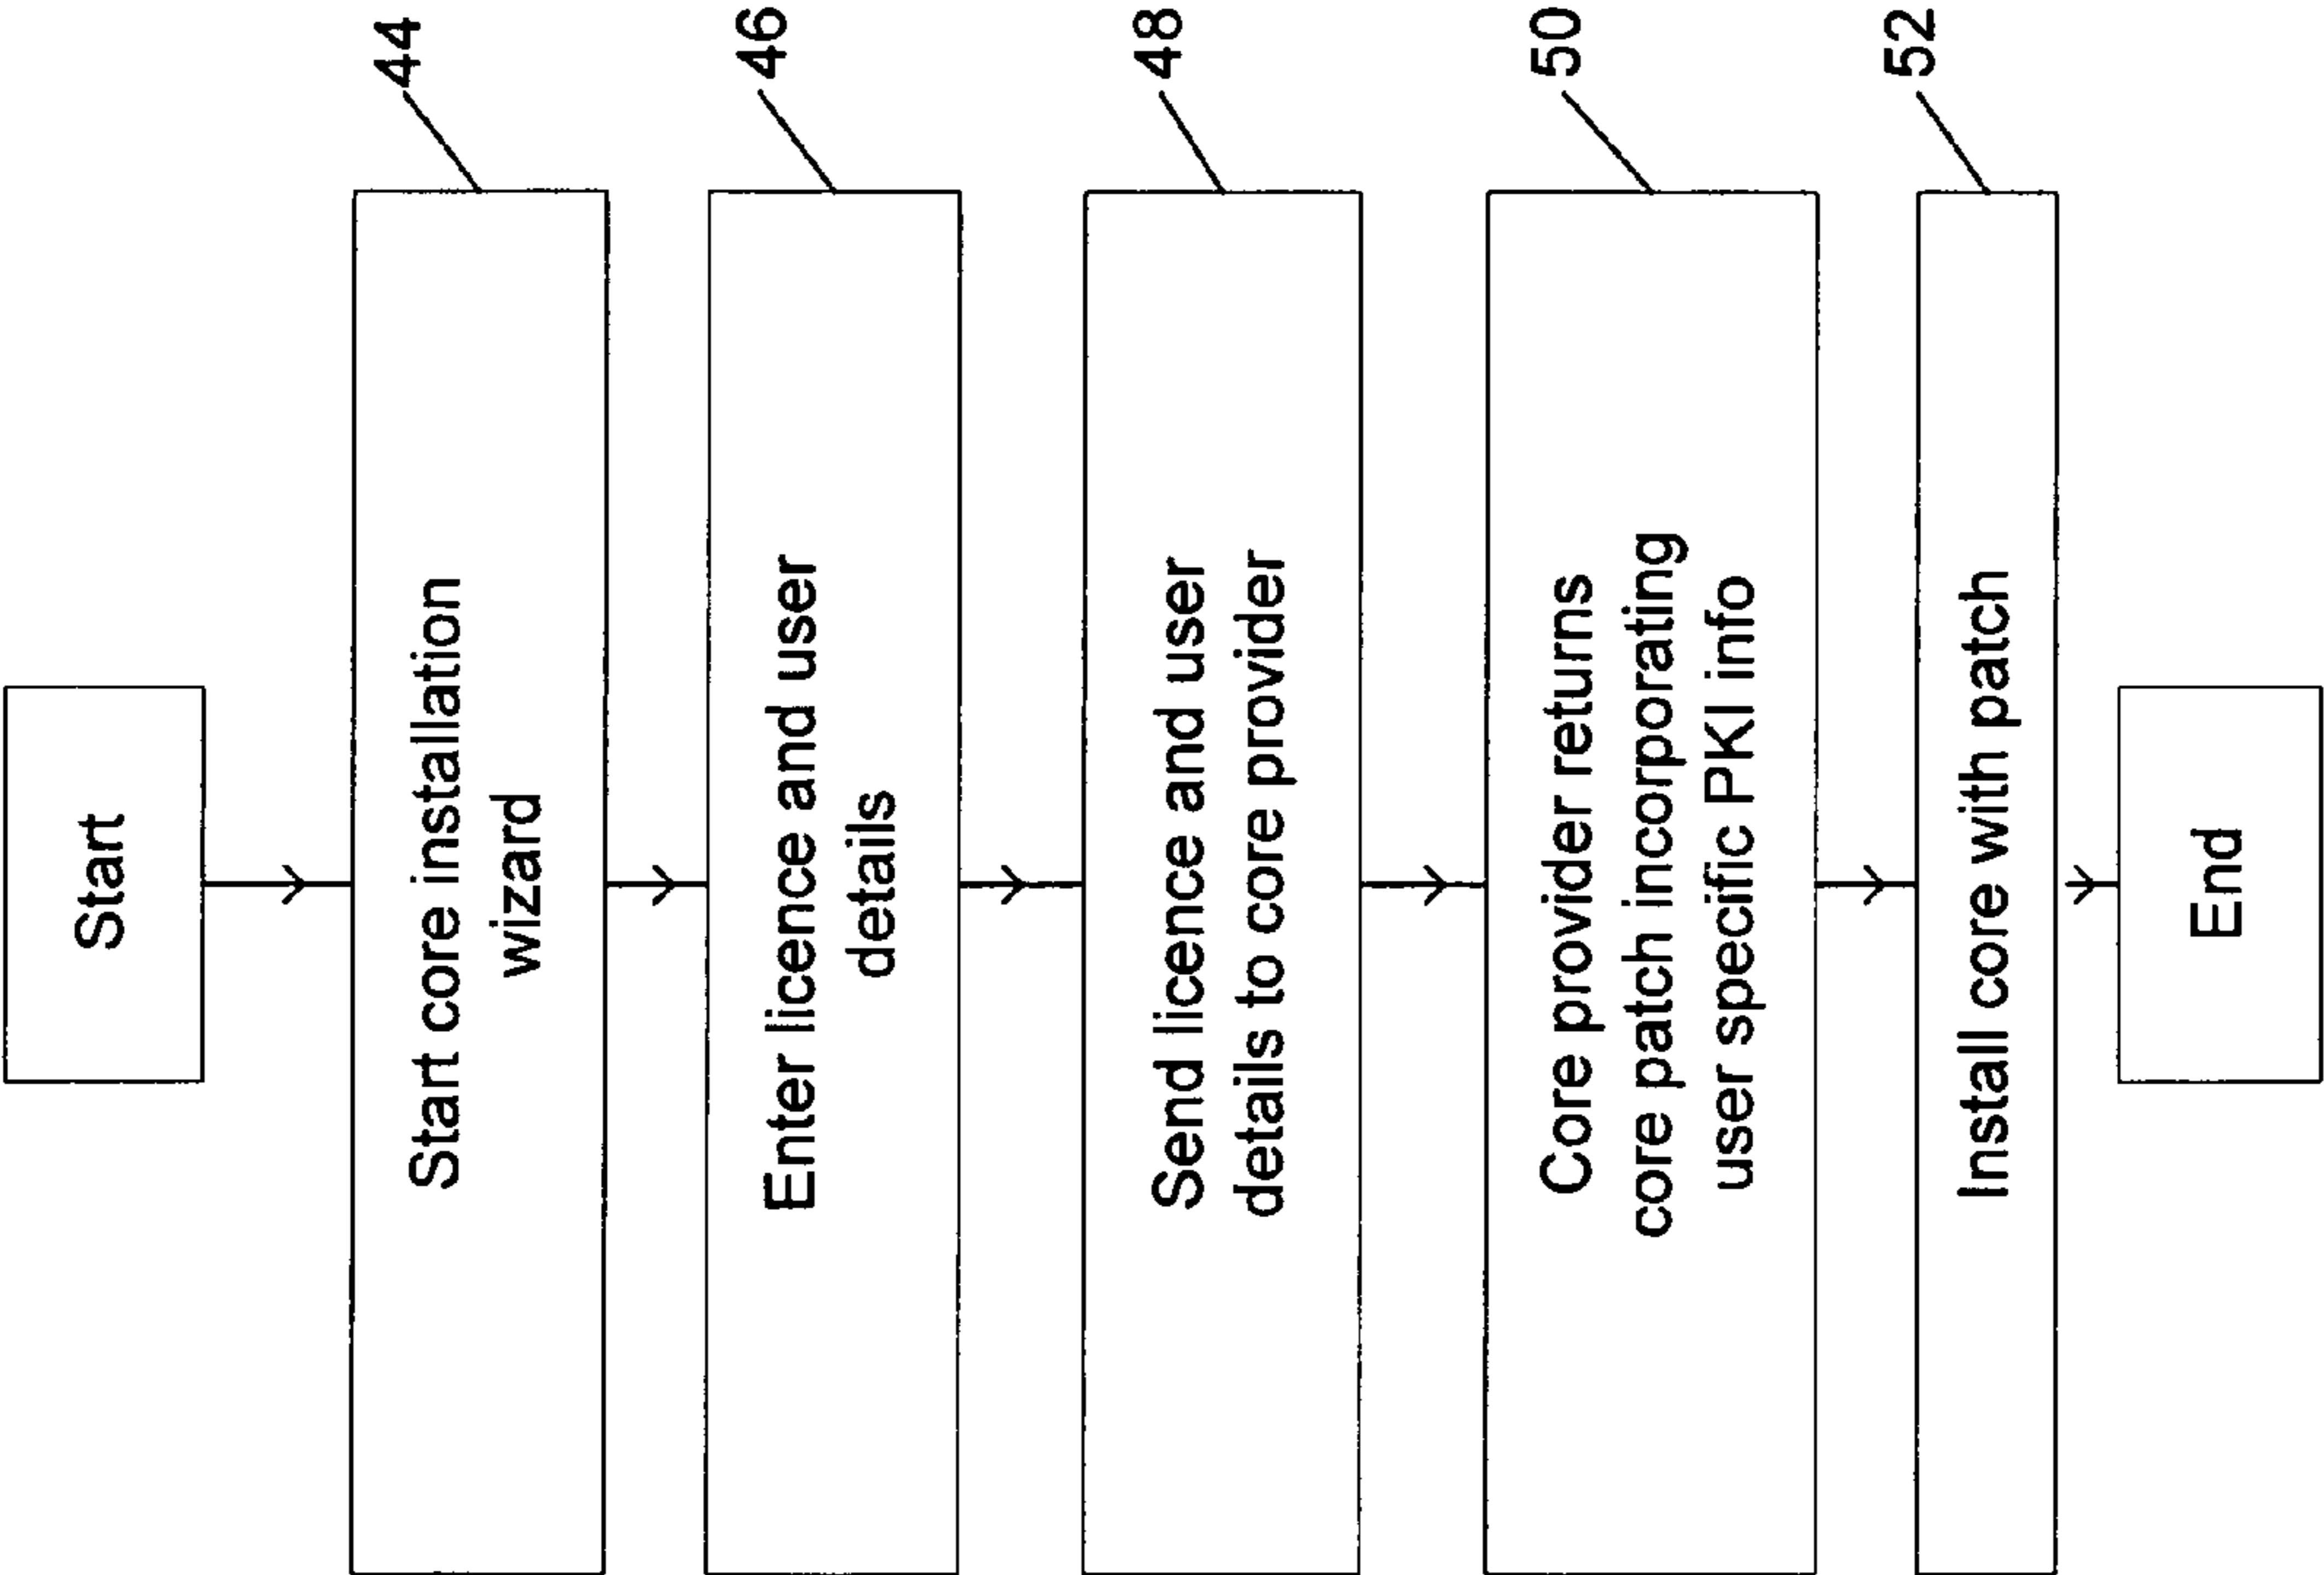 Start
44
Start core installation
wizard
46
Enter licence and user
details
48
Send licence and user
details to core provider
50
Core provider returns
core patch incorporating
user specific PKI info
52
Install core with patch
End